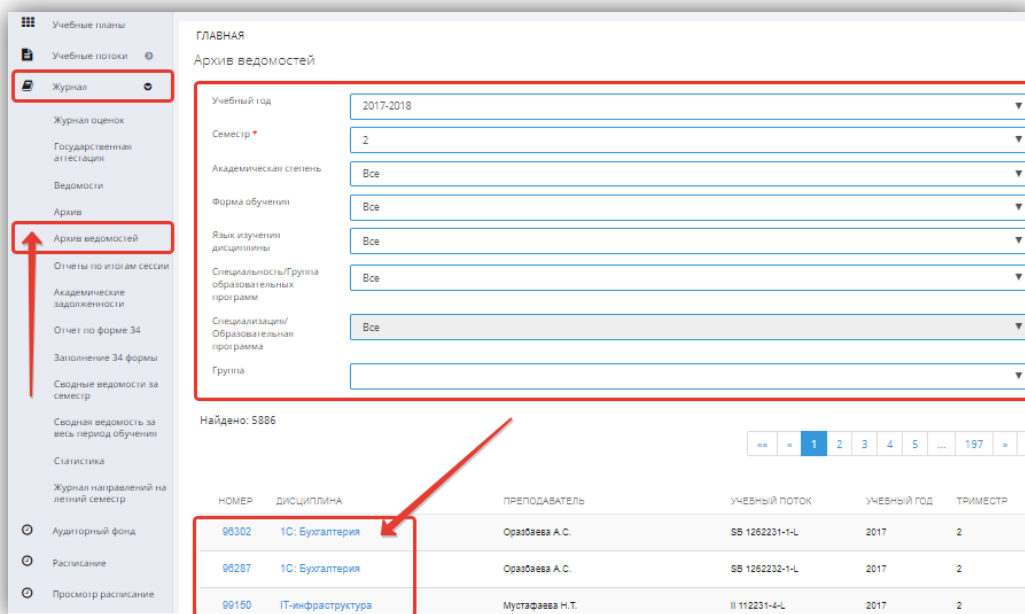 Учебные планы
Учебные потоки
Журнал
Журнал оценок
Государственная
аттестация
Ведомости
Архив
Архив ведомостей
Отчеты по итогам сессии
Академические
задолженности
Отчет по форме 34
Заполнение 34 формы
Сводные ведомости за
семестр
Сводная ведомость за
весь период обучения
Статистика
Журнал направлений на
летний семестр
Аудиторный фонд
Расписание
Просмотр расписание
ГЛАВНАЯ
Архив ведомостей
Учебный год 2017-2018
Семестр * 2
Академическая степень Все
Форма обучения Все
Язык изучения
дисциплины
Все
Специальность/Группа
образовательных
программ
Все
Специализация/
Образовательная
программа
Все
Группа
Найдено: 5886
«« « 1 2 3 4 5 ... 197 »
НОМЕР ДИСЦИПЛИНА ПРЕПОДАВАТЕЛЬ УЧЕБНЫЙ ПОТОК УЧЕБНЫЙ ГОД ТРИМЕСТР
96302 1С: Бухгалтерия Оразбаева А.С. SB 1262231-1-L 2017 2
96287 1С: Бухгалтерия Оразбаева А.С. SB 1262232-1-L 2017 2
99150 IT-инфраструктура Мустафаева Н.Т. II 112231-4-L 2017 2